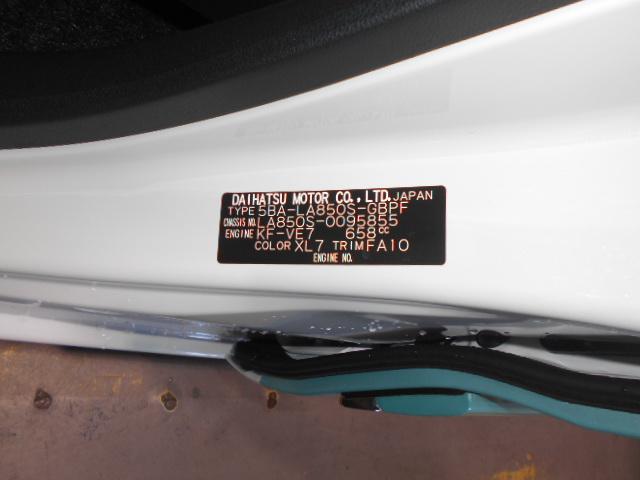 DAIHATSU MOTOR CO., LTD. JAPAN
TYPE 5BA-LA850S-GBPF
CHASSIS NO. LA850S-0095855
ENGINE KF-VE7 658cc
COLOR XL7 TRIM FA10
ENGINE NO.